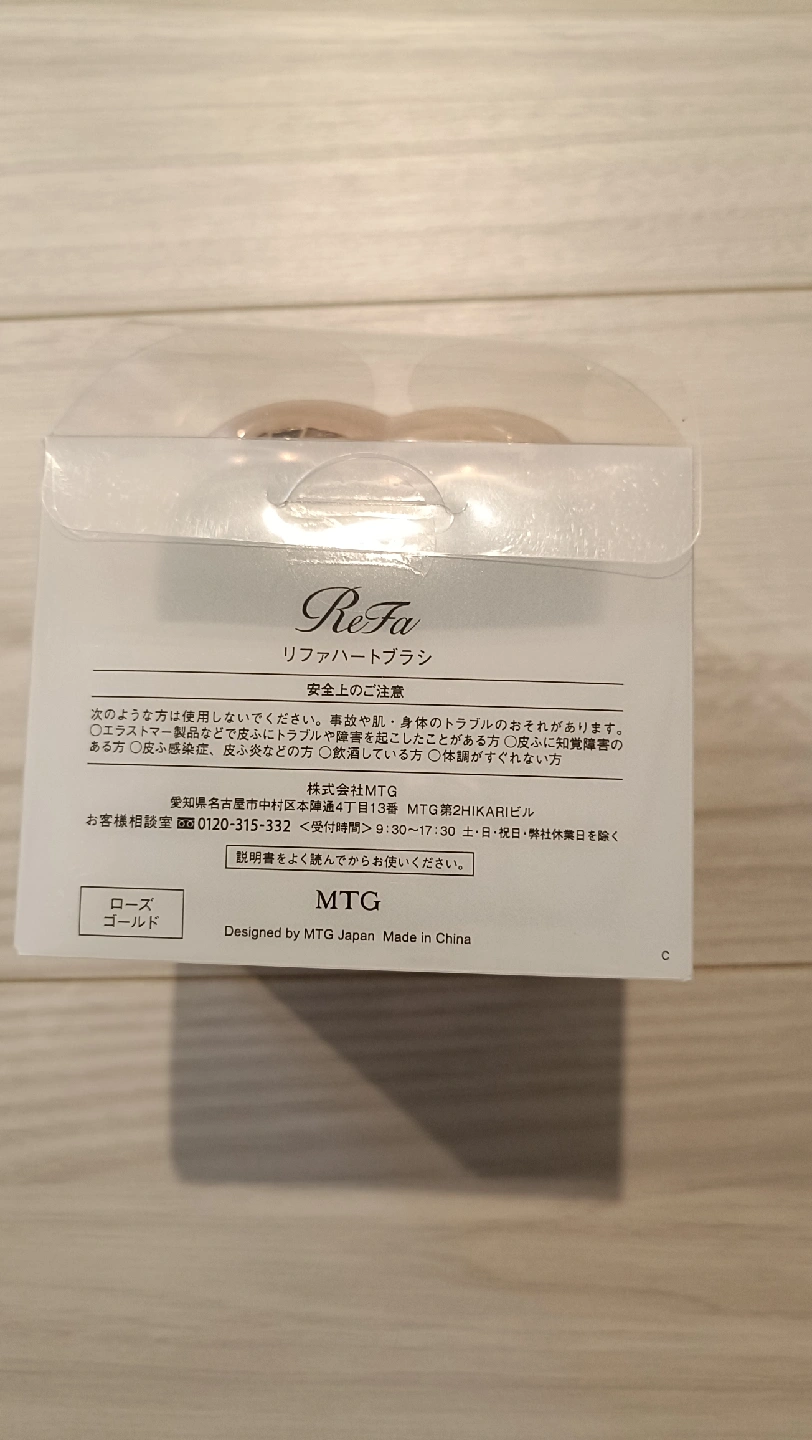 ReFa
リファハートブラシ
安全上のご注意
次のような方は使用しないでください。事故や肌・身体のトラブルのおそれがあります。
○エラストマー製品などで皮ふにトラブルや障害を起こしたことがある方 ○皮ふに知覚障害の
ある方 ○皮ふ感染症、皮ふ炎などの方 ○飲酒している方 ○体調がすぐれない方
株式会社MTG
愛知県名古屋市中村区本陣通4丁目13番 MTG第2HIKARIビル
お客様相談室 0120-315-332 <受付時間>9:30~17:30 土・日・祝日・弊社休業日を除く
説明書をよく読んでからお使いください。
ローズ
ゴールド
MTG
Designed by MTG Japan Made in China
C